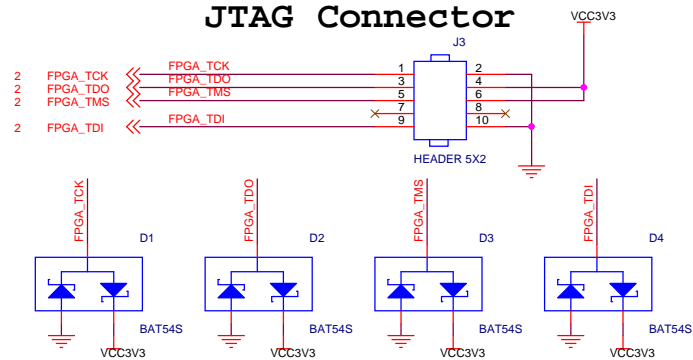 JTAG Connector
VCC3V3
J3
2 FPGA_TCK FPGA_TCK 1 2
2 FPGA_TDO FPGA_TDO 3 4
2 FPGA_TMS FPGA_TMS 5 6
7 8
2 FPGA_TDI FPGA_TDI 9 10
HEADER 5X2
FPGA_TCK FPGA_TDO FPGA_TMS FPGA_TDI
D1 D2 D3 D4
BAT54S BAT54S BAT54S BAT54S
VCC3V3 VCC3V3 VCC3V3 VCC3V3